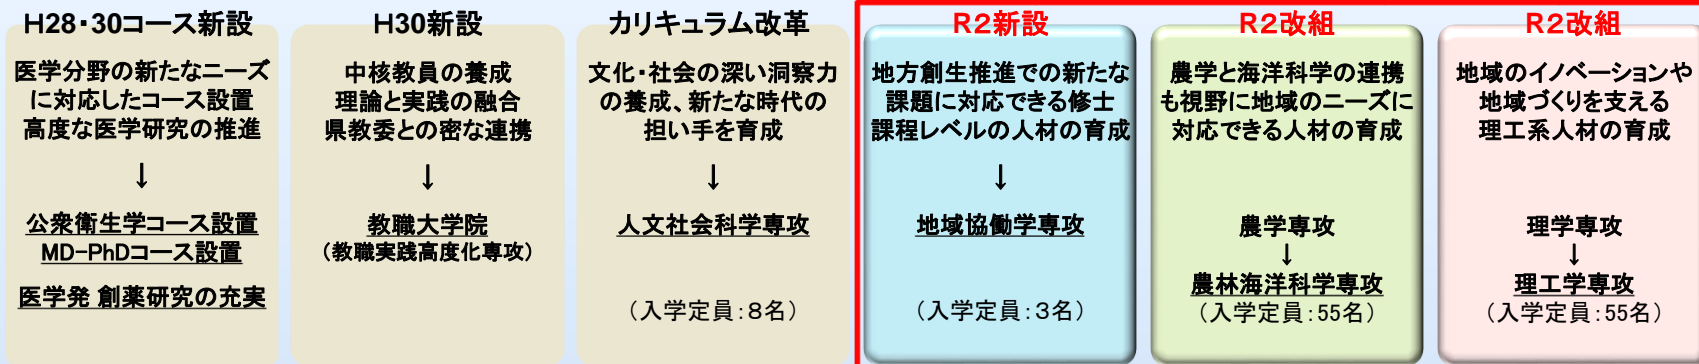 H28・30コース新設
医学分野の新たなニーズ
に対応したコース設置
高度な医学研究の推進
↓
公衆衛生学コース設置
MD-PhDコース設置
医学発 創薬研究の充実
H30新設
中核教員の養成
理論と実践の融合
県教委との密な連携
↓
教職大学院
（教職実践高度化専攻）
カリキュラム改革
文化・社会の深い洞察力
の養成、新たな時代の
担い手を育成
↓
人文社会科学専攻
（入学定員：８名）
R２新設
地方創生推進での新たな
課題に対応できる修士
課程レベルの人材の育成
↓
地域協働学専攻
（入学定員：３名）
R２改組
農学と海洋科学の連携
も視野に地域のニーズに
対応できる人材の育成
農学専攻
↓
農林海洋科学専攻
（入学定員：55名）
R２改組
地域のイノベーションや
地域づくりを支える
理工系人材の育成
理学専攻
↓
理工学専攻
（入学定員：55名）